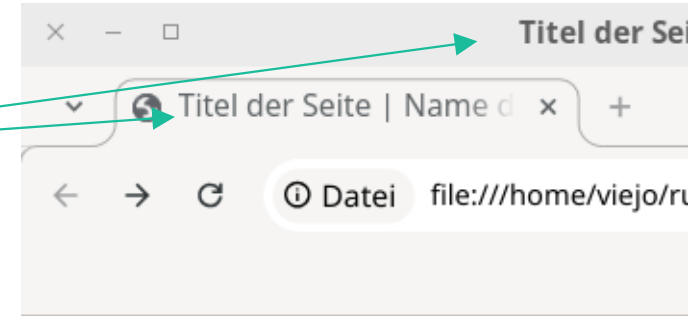 Titel der Sei
Titel der Seite | Name d
Datei file:///home/viejo/ru